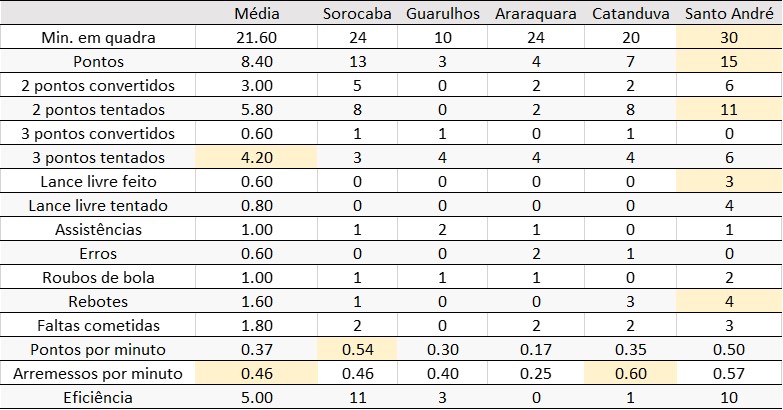 Média Sorocaba Guarulhos Araraquara Catanduva Santo André
Min. em quadra 21.60 24 10 24 20 30
Pontos 8.40 13 3 4 7 15
2 pontos convertidos 3.00 5 0 2 2 6
2 pontos tentados 5.80 8 0 2 8 11
3 pontos convertidos 0.60 1 1 0 1 0
3 pontos tentados 4.20 3 4 4 4 6
Lance livre feito 0.60 0 0 0 0 3
Lance livre tentado 0.80 0 0 0 0 4
Assistências 1.00 1 2 1 0 1
Erros 0.60 0 0 2 1 0
Roubos de bola 1.00 1 1 1 0 2
Rebotes 1.60 1 0 0 3 4
Faltas cometidas 1.80 2 0 2 2 3
Pontos por minuto 0.37 0.54 0.30 0.17 0.35 0.50
Arremessos por minuto 0.46 0.46 0.40 0.25 0.60 0.57
Eficiência 5.00 11 3 0 1 10